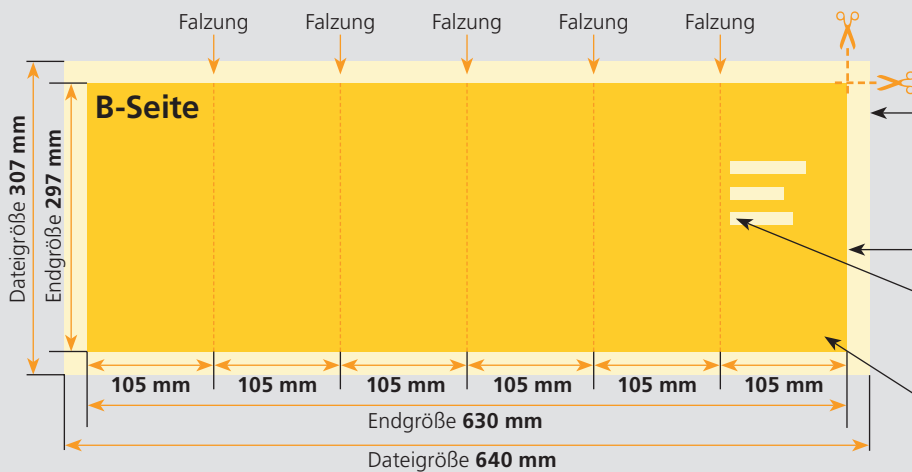 Falzung Falzung Falzung Falzung Falzung
B-Seite
Dateigröße 307 mm
Endgröße 297 mm
105 mm 105 mm 105 mm 105 mm 105 mm 105 mm
Endgröße 630 mm
Dateigröße 640 mm